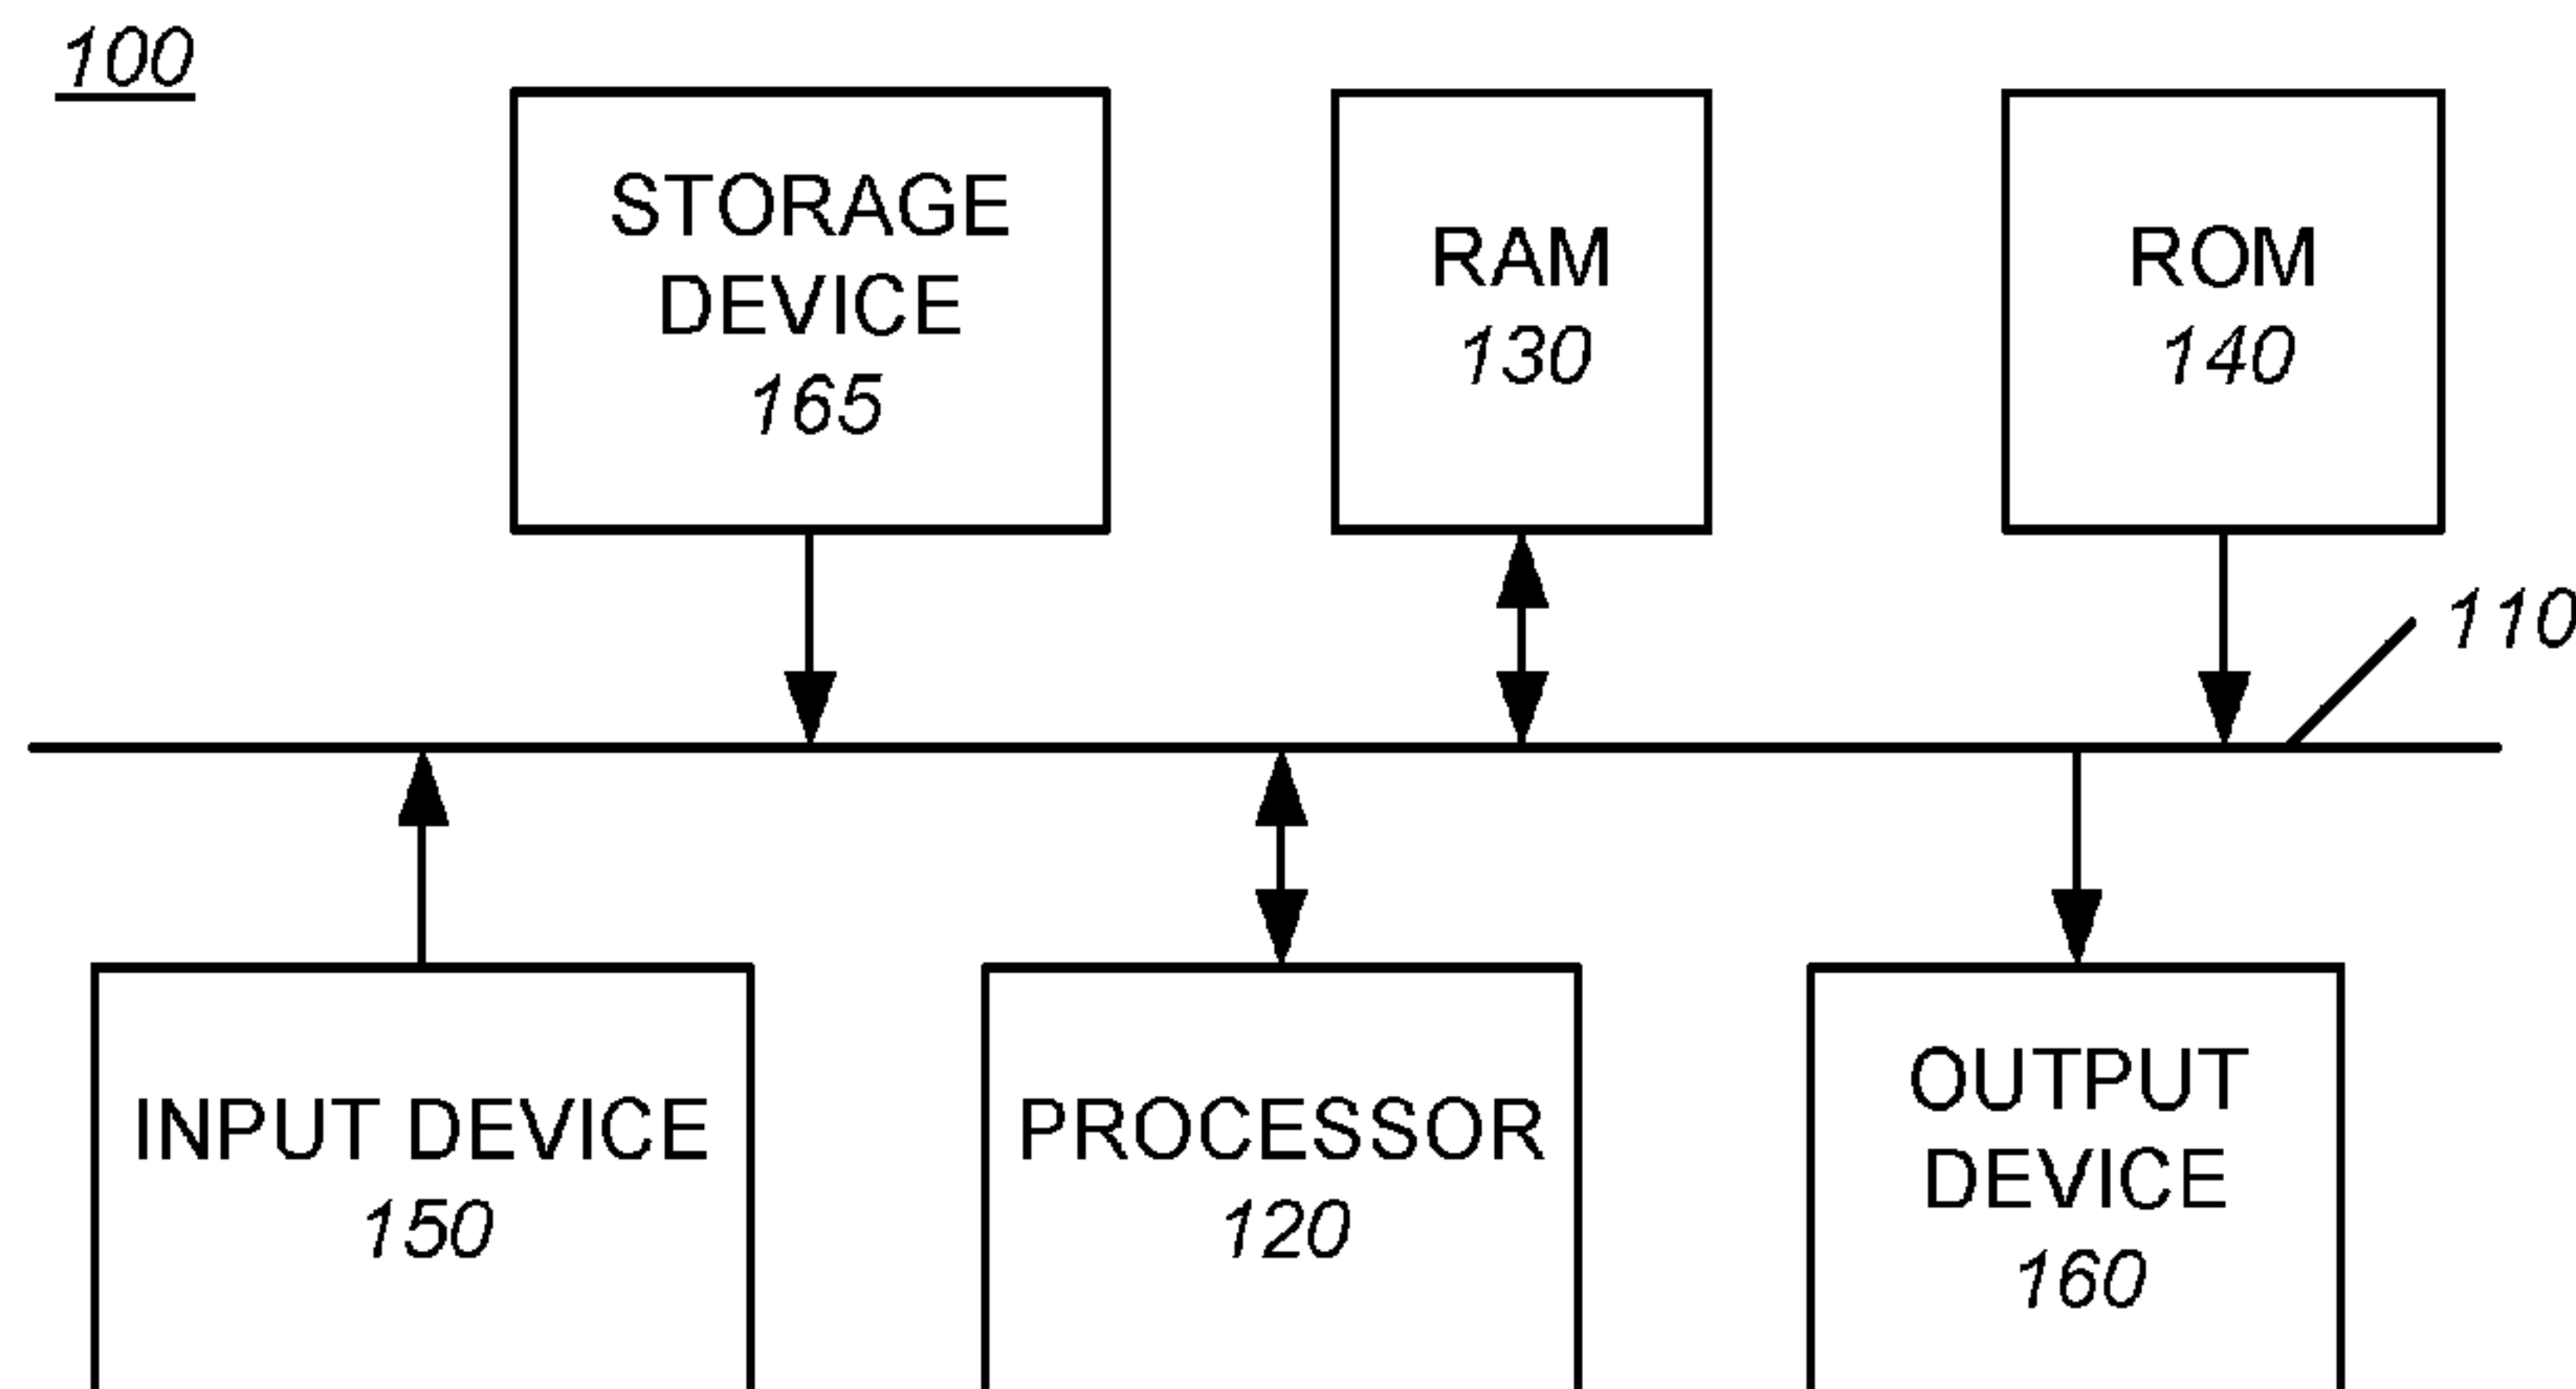 100
STORAGE
DEVICE
165
RAM
130
ROM
140
110
INPUT DEVICE
150
PROCESSOR
120
OUTPUT
DEVICE
160